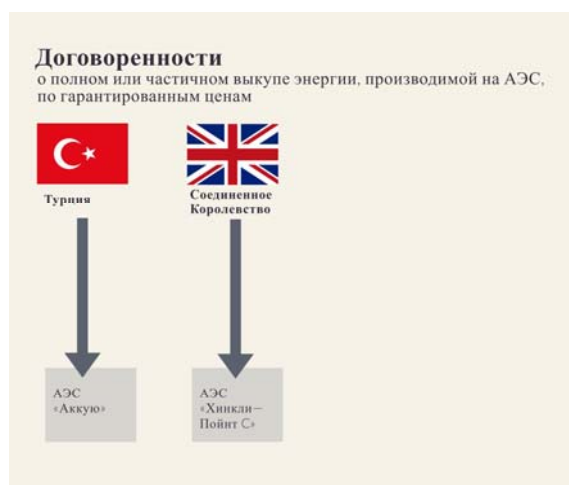 Договоренности
о полном или частичном выкупе энергии, производимой на АЭС,
по гарантированным ценам
Турция
Соединенное
Королевство
АЭС
«Аккую»
АЭС
«Хинкли—
Пойнт С»